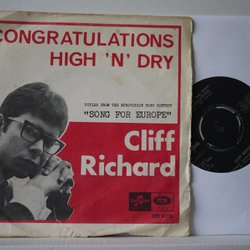 CONGRATULATIONS
HIGH 'N' DRY
TITLES FROM THE EUROVISION SONG CONTEST
"SONG FOR EUROPE"
Cliff
Richard